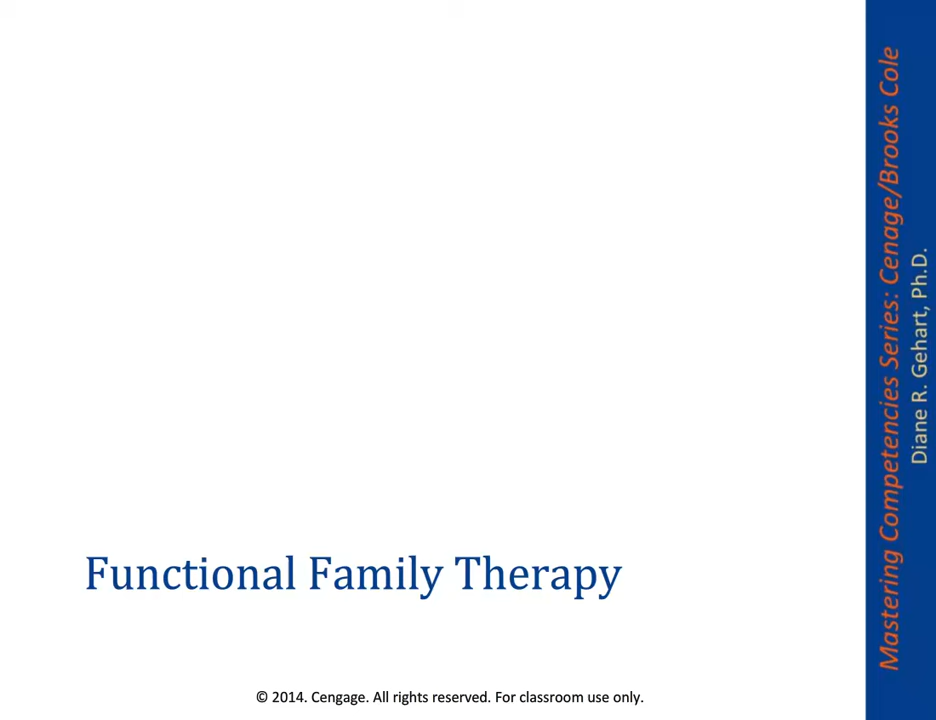 Functional Family Therapy
© 2014. Cengage. All rights reserved. For classroom use only.
Mastering Competencies Series: Cenage/Brooks Cole
Diane R. Gehart, Ph.D.